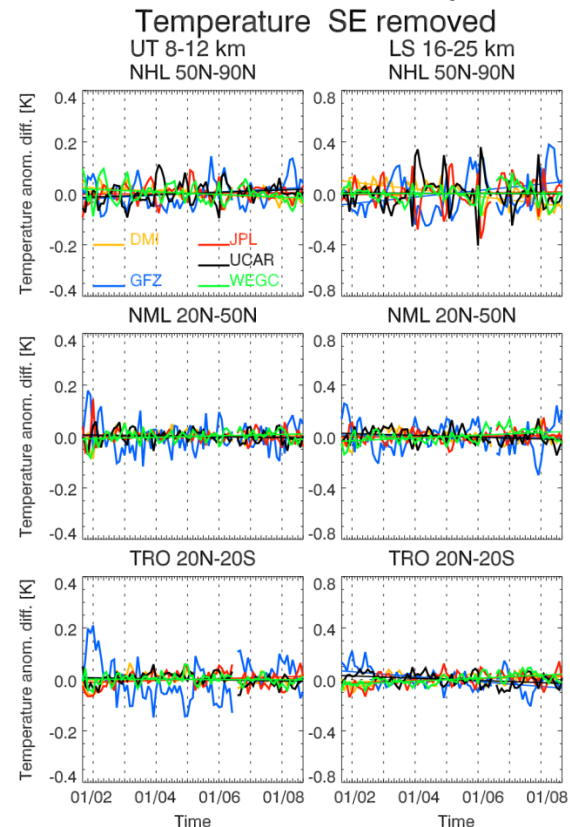 Temperature SE removed
UT 8-12 km LS 16-25 km
NHL 50N-90N NHL 50N-90N
Temperature anom. diff. [K]
0.4
0.2
0.0
-0.2
-0.4
DMI
JPL
UCAR
GFZ
WEGC
0.8
0.4
0.0
-0.4
-0.8
NML 20N-50N NML 20N-50N
Temperature anom. diff. [K]
0.4
0.2
0.0
-0.2
-0.4
0.8
0.4
0.0
-0.4
-0.8
TRO 20N-20S TRO 20N-20S
Temperature anom. diff. [K]
0.4
0.2
0.0
-0.2
-0.4
0.8
0.4
0.0
-0.4
-0.8
01/02 01/04 01/06 01/08 01/02 01/04 01/06 01/08
Time Time